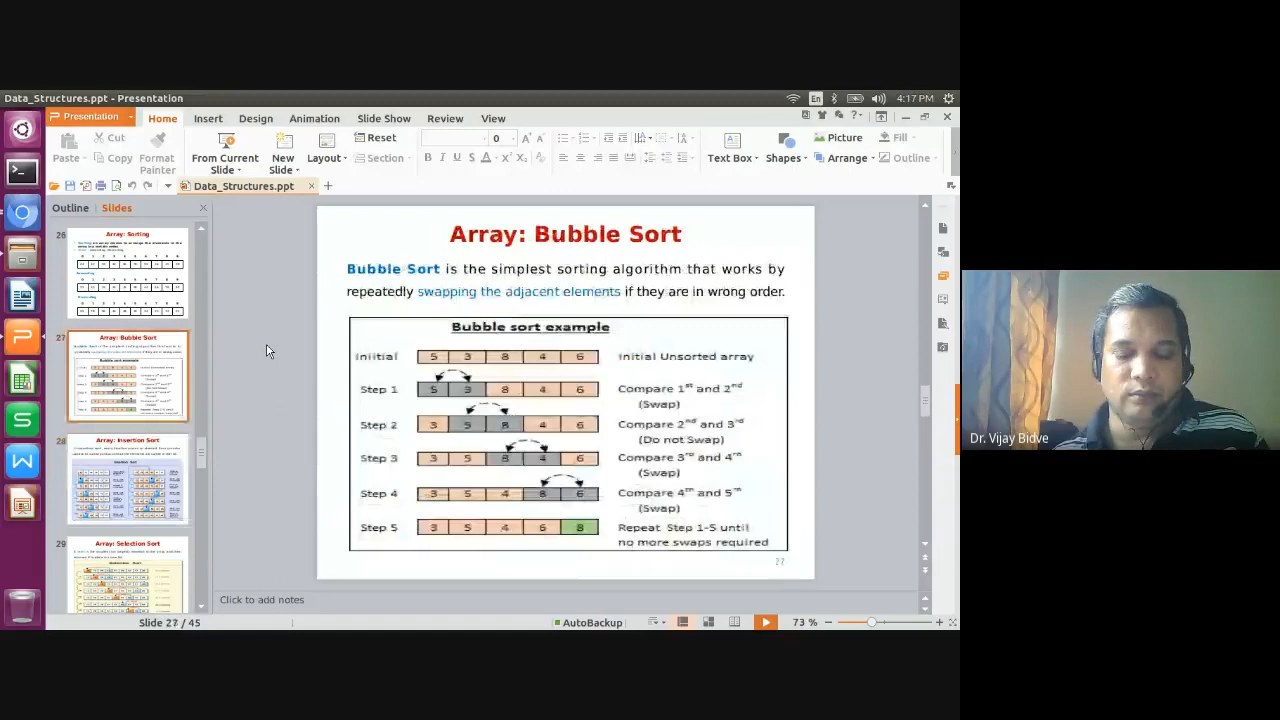 Data_Structures.ppt - Presentation
En 4:17 PM
Presentation Home Insert Design Animation Slide Show Review View
Cut
Paste Copy Format Painter
From Current Slide New Slide Layout Reset Section
0
B I U S A
Text Box Shapes Picture Arrange Fill Outline
Data_Structures.ppt
Outline Slides
26
Array: Sorting
27
Array: Bubble Sort
28
Array: Insertion Sort
29
Array: Selection Sort
Array: Bubble Sort
Bubble Sort is the simplest sorting algorithm that works by
repeatedly swapping the adjacent elements if they are in wrong order.
Bubble sort example
Initial 5 3 8 4 6 Initial Unsorted array
Step 1 5 3 8 4 6 Compare 1st and 2nd
(Swap)
Step 2 3 5 8 4 6 Compare 2nd and 3rd
(Do not Swap)
Step 3 3 5 8 4 6 Compare 3rd and 4th
(Swap)
Step 4 3 5 4 8 6 Compare 4th and 5th
(Swap)
Step 5 3 5 4 6 8 Repeat Step 1-5 until
no more swaps required
27
Click to add notes
Slide 27 / 45 AutoBackup 73 %
Dr. Vijay Bidve